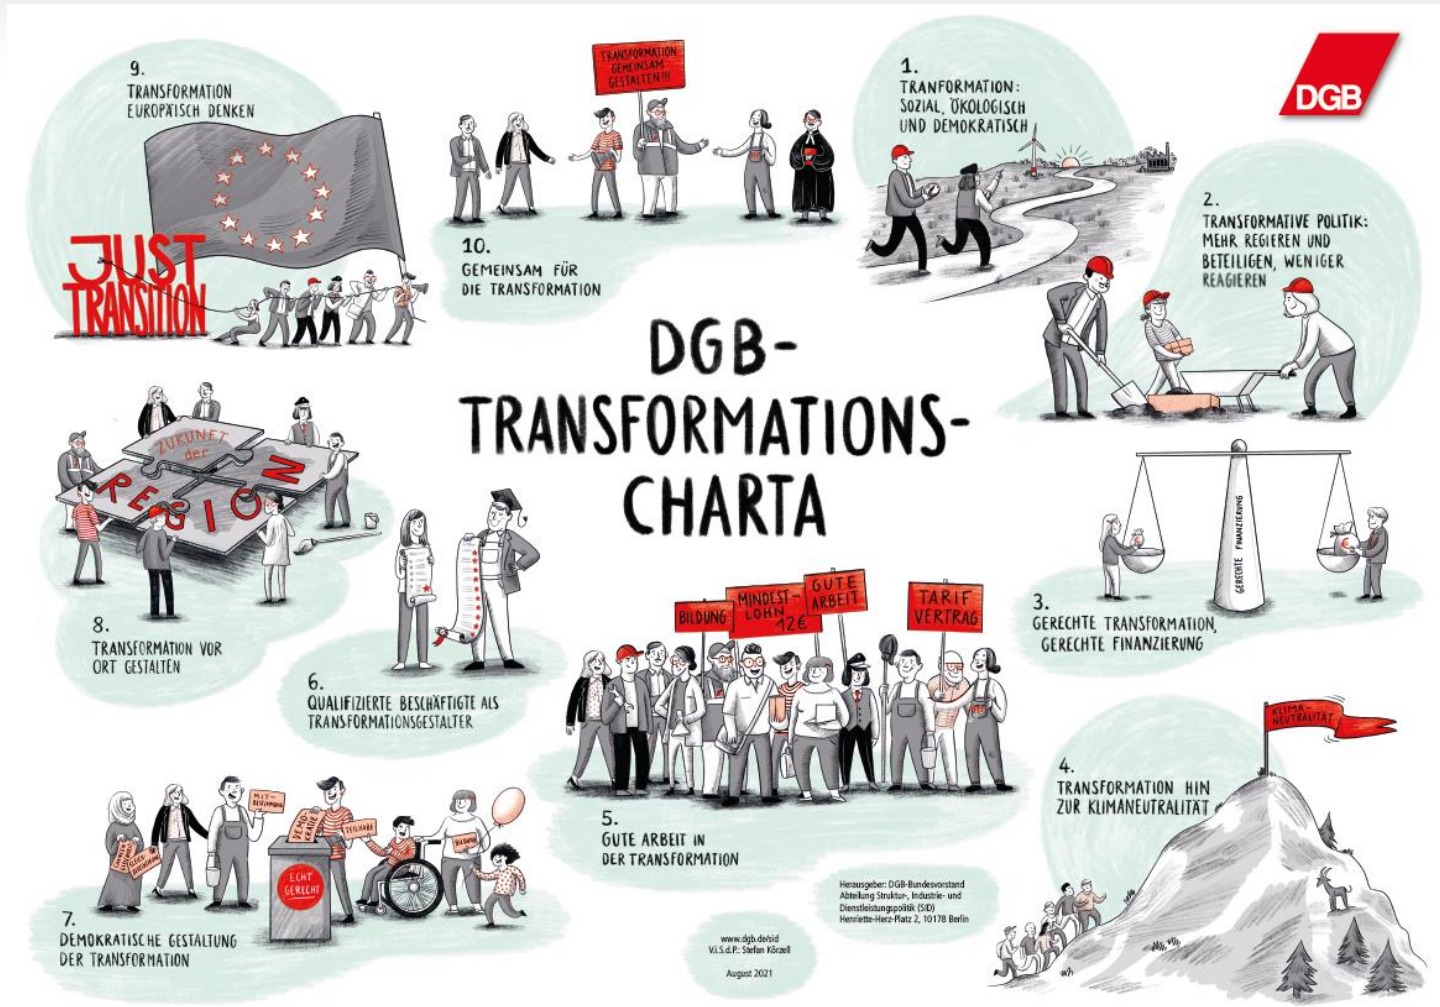 DGB-
TRANSFORMATIONS-
CHARTA
DGB
1.
TRANFORMATION:
SOZIAL, ÖKOLOGISCH
UND DEMOKRATISCH
2.
TRANSFORMATIVE POLITIK:
MEHR REGIEREN UND
BETEILIGEN, WENIGER
REAGIEREN
GERECHTE FINANZIERUNG
3.
GERECHTE TRANSFORMATION,
GERECHTE FINANZIERUNG
KLIMA-
NEUTRALITÄT
4.
TRANSFORMATION HIN
ZUR KLIMANEUTRALITÄT
BILDUNG
MINDEST-
LOHN
12€
GUTE
ARBEIT
TARIF
VERTRAG
5.
GUTE ARBEIT IN
DER TRANSFORMATION
6.
QUALIFIZIERTE BESCHÄFTIGTE ALS
TRANSFORMATIONSGESTALTER
MIT-
BESTIMMUNG
DEMO-
KRATIE
TEILHABE
BILDUNG
ECHT
GERECHT
7.
DEMOKRATISCHE GESTALTUNG
DER TRANSFORMATION
ZUKUNFT
der
REGION
8.
TRANSFORMATION VOR
ORT GESTALTEN
9.
TRANSFORMATION
EUROPÄISCH DENKEN
JUST
TRANSITION
TRANSFORMATION
GEMEINSAM
GESTALTEN!!!
10.
GEMEINSAM FÜR
DIE TRANSFORMATION
Herausgeber: DGB-Bundesvorstand
Abteilung Struktur-, Industrie- und
Dienstleistungspolitik (SID)
Henriette-Herz-Platz 2, 10178 Berlin
www.dgb.de/sid
V.i.S.d.P.: Stefan Körzell
August 2021